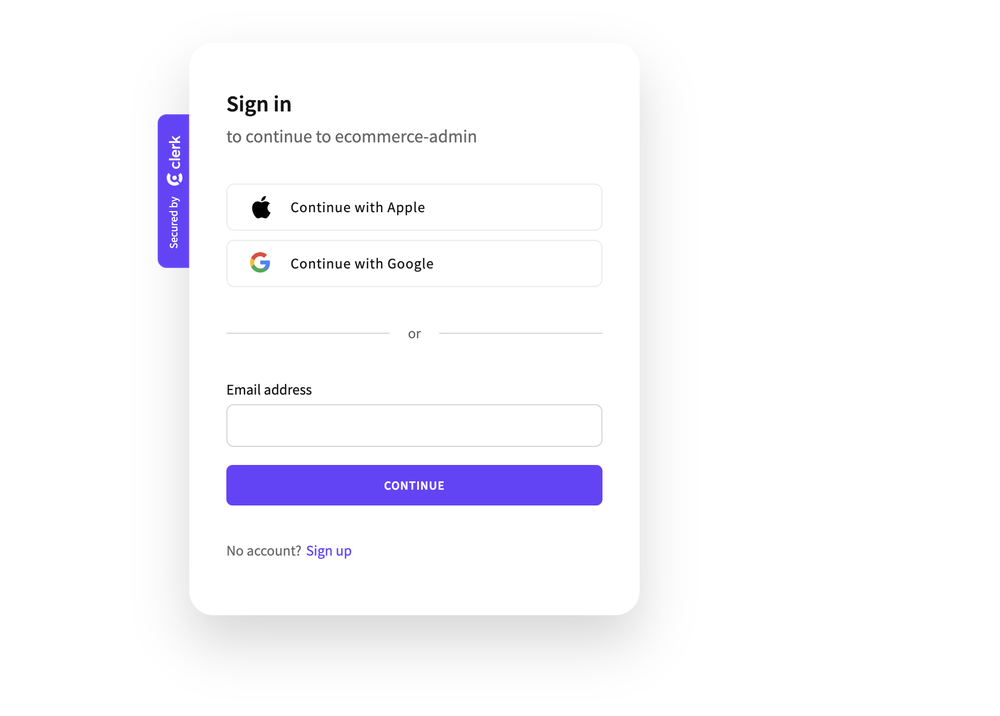 Sign in
to continue to ecommerce-admin
Secured by clerk
Continue with Apple
Continue with Google
or
Email address
CONTINUE
No account? Sign up